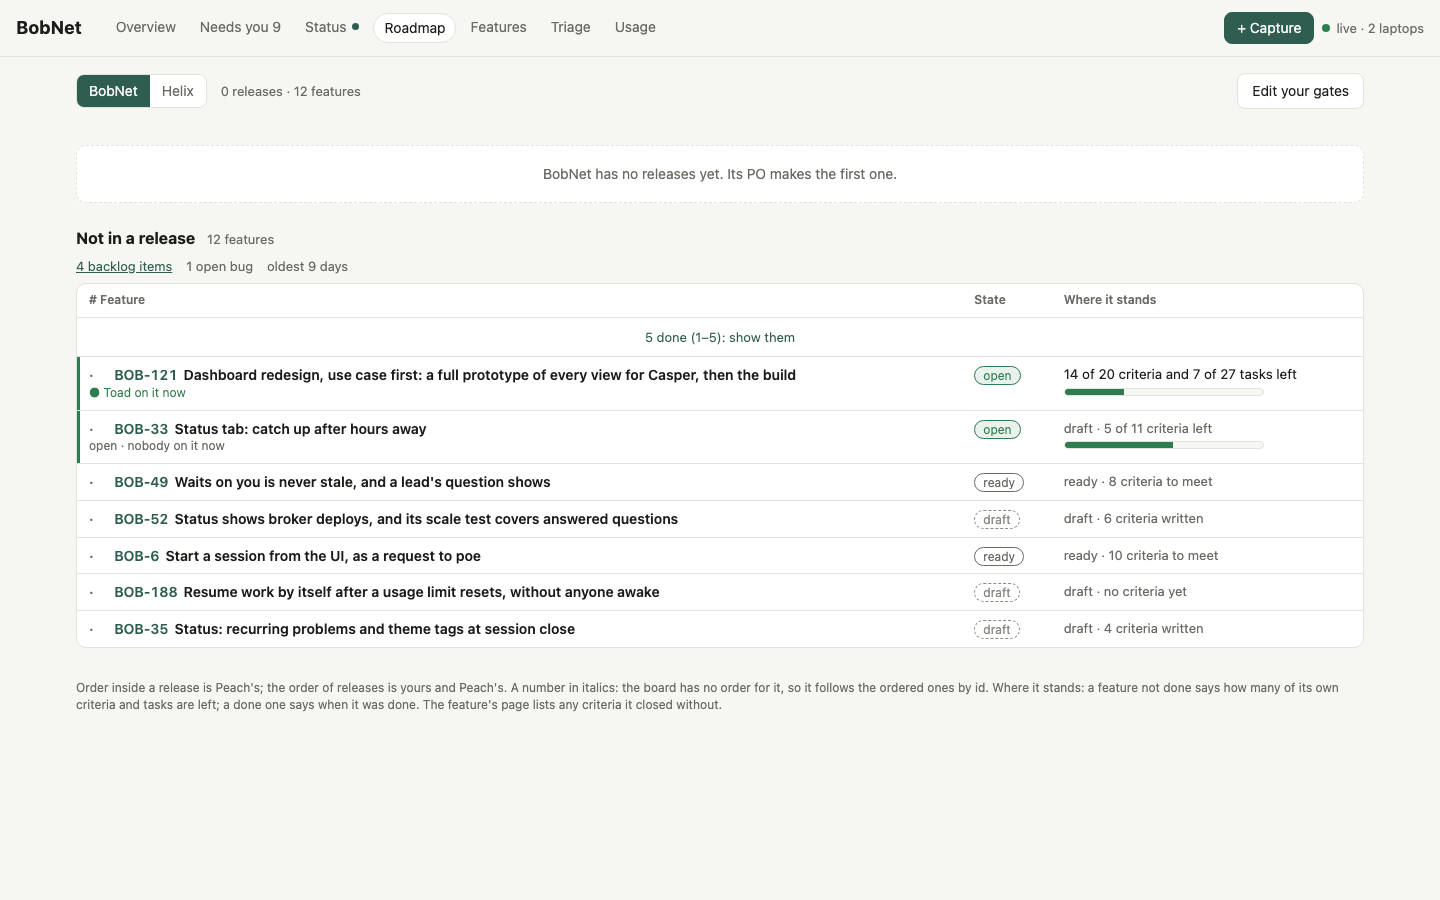 BobNet
Overview
Needs you 9
Status
Roadmap
Features
Triage
Usage
+ Capture
live · 2 laptops
BobNet
Helix
0 releases · 12 features
Edit your gates
BobNet has no releases yet. Its PO makes the first one.
Not in a release 12 features
4 backlog items 1 open bug oldest 9 days
# Feature State Where it stands
5 done (1–5): show them
· BOB-121 Dashboard redesign, use case first: a full prototype of every view for Casper, then the build open 14 of 20 criteria and 7 of 27 tasks left
Toad on it now
· BOB-33 Status tab: catch up after hours away open draft · 5 of 11 criteria left
open · nobody on it now
· BOB-49 Waits on you is never stale, and a lead's question shows ready ready · 8 criteria to meet
· BOB-52 Status shows broker deploys, and its scale test covers answered questions draft draft · 6 criteria written
· BOB-6 Start a session from the UI, as a request to poe ready ready · 10 criteria to meet
· BOB-188 Resume work by itself after a usage limit resets, without anyone awake draft draft · no criteria yet
· BOB-35 Status: recurring problems and theme tags at session close draft draft · 4 criteria written
Order inside a release is Peach's; the order of releases is yours and Peach's. A number in italics: the board has no order for it, so it follows the ordered ones by id. Where it stands: a feature not done says how many of its own
criteria and tasks are left; a done one says when it was done. The feature's page lists any criteria it closed without.